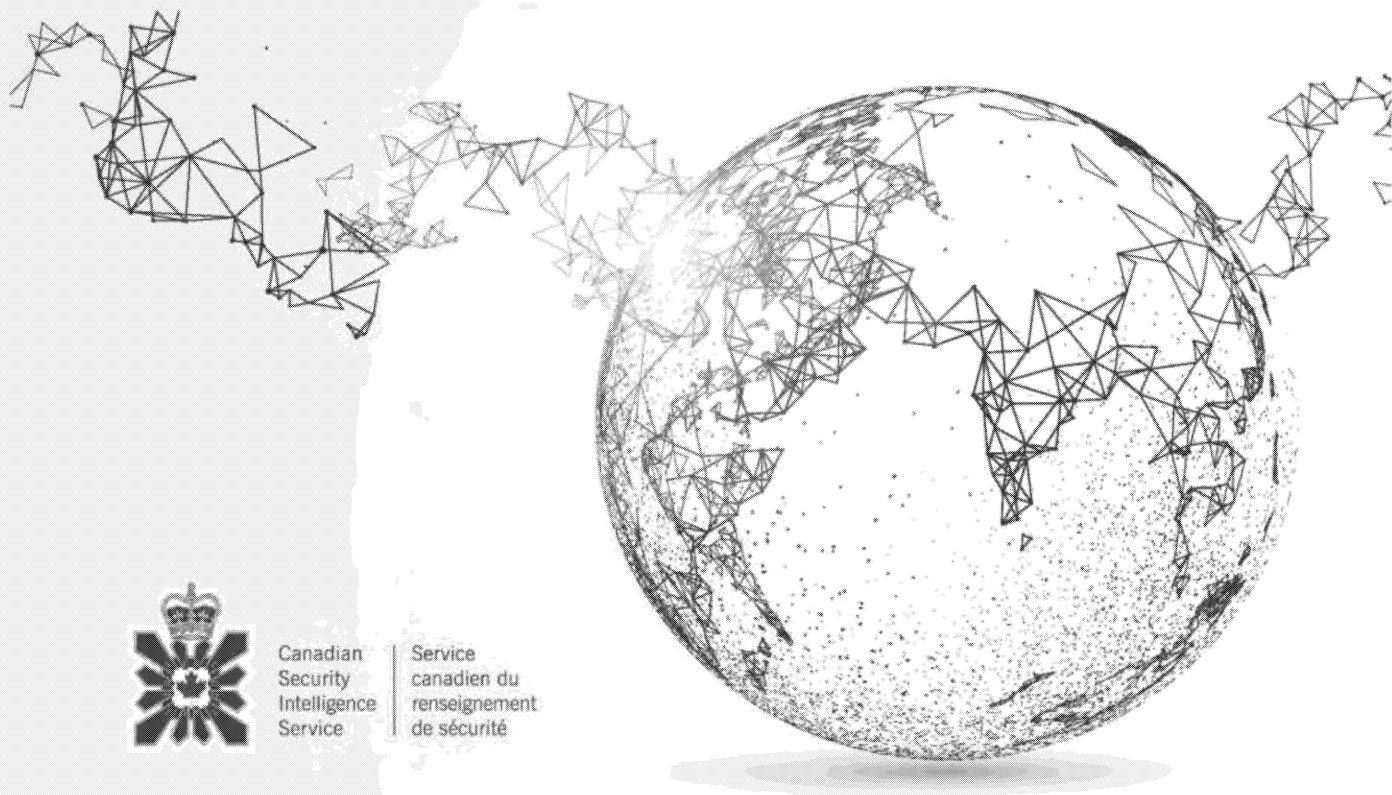 Canadian
Security
Intelligence
Service
Service
canadien du
renseignement
de sécurité